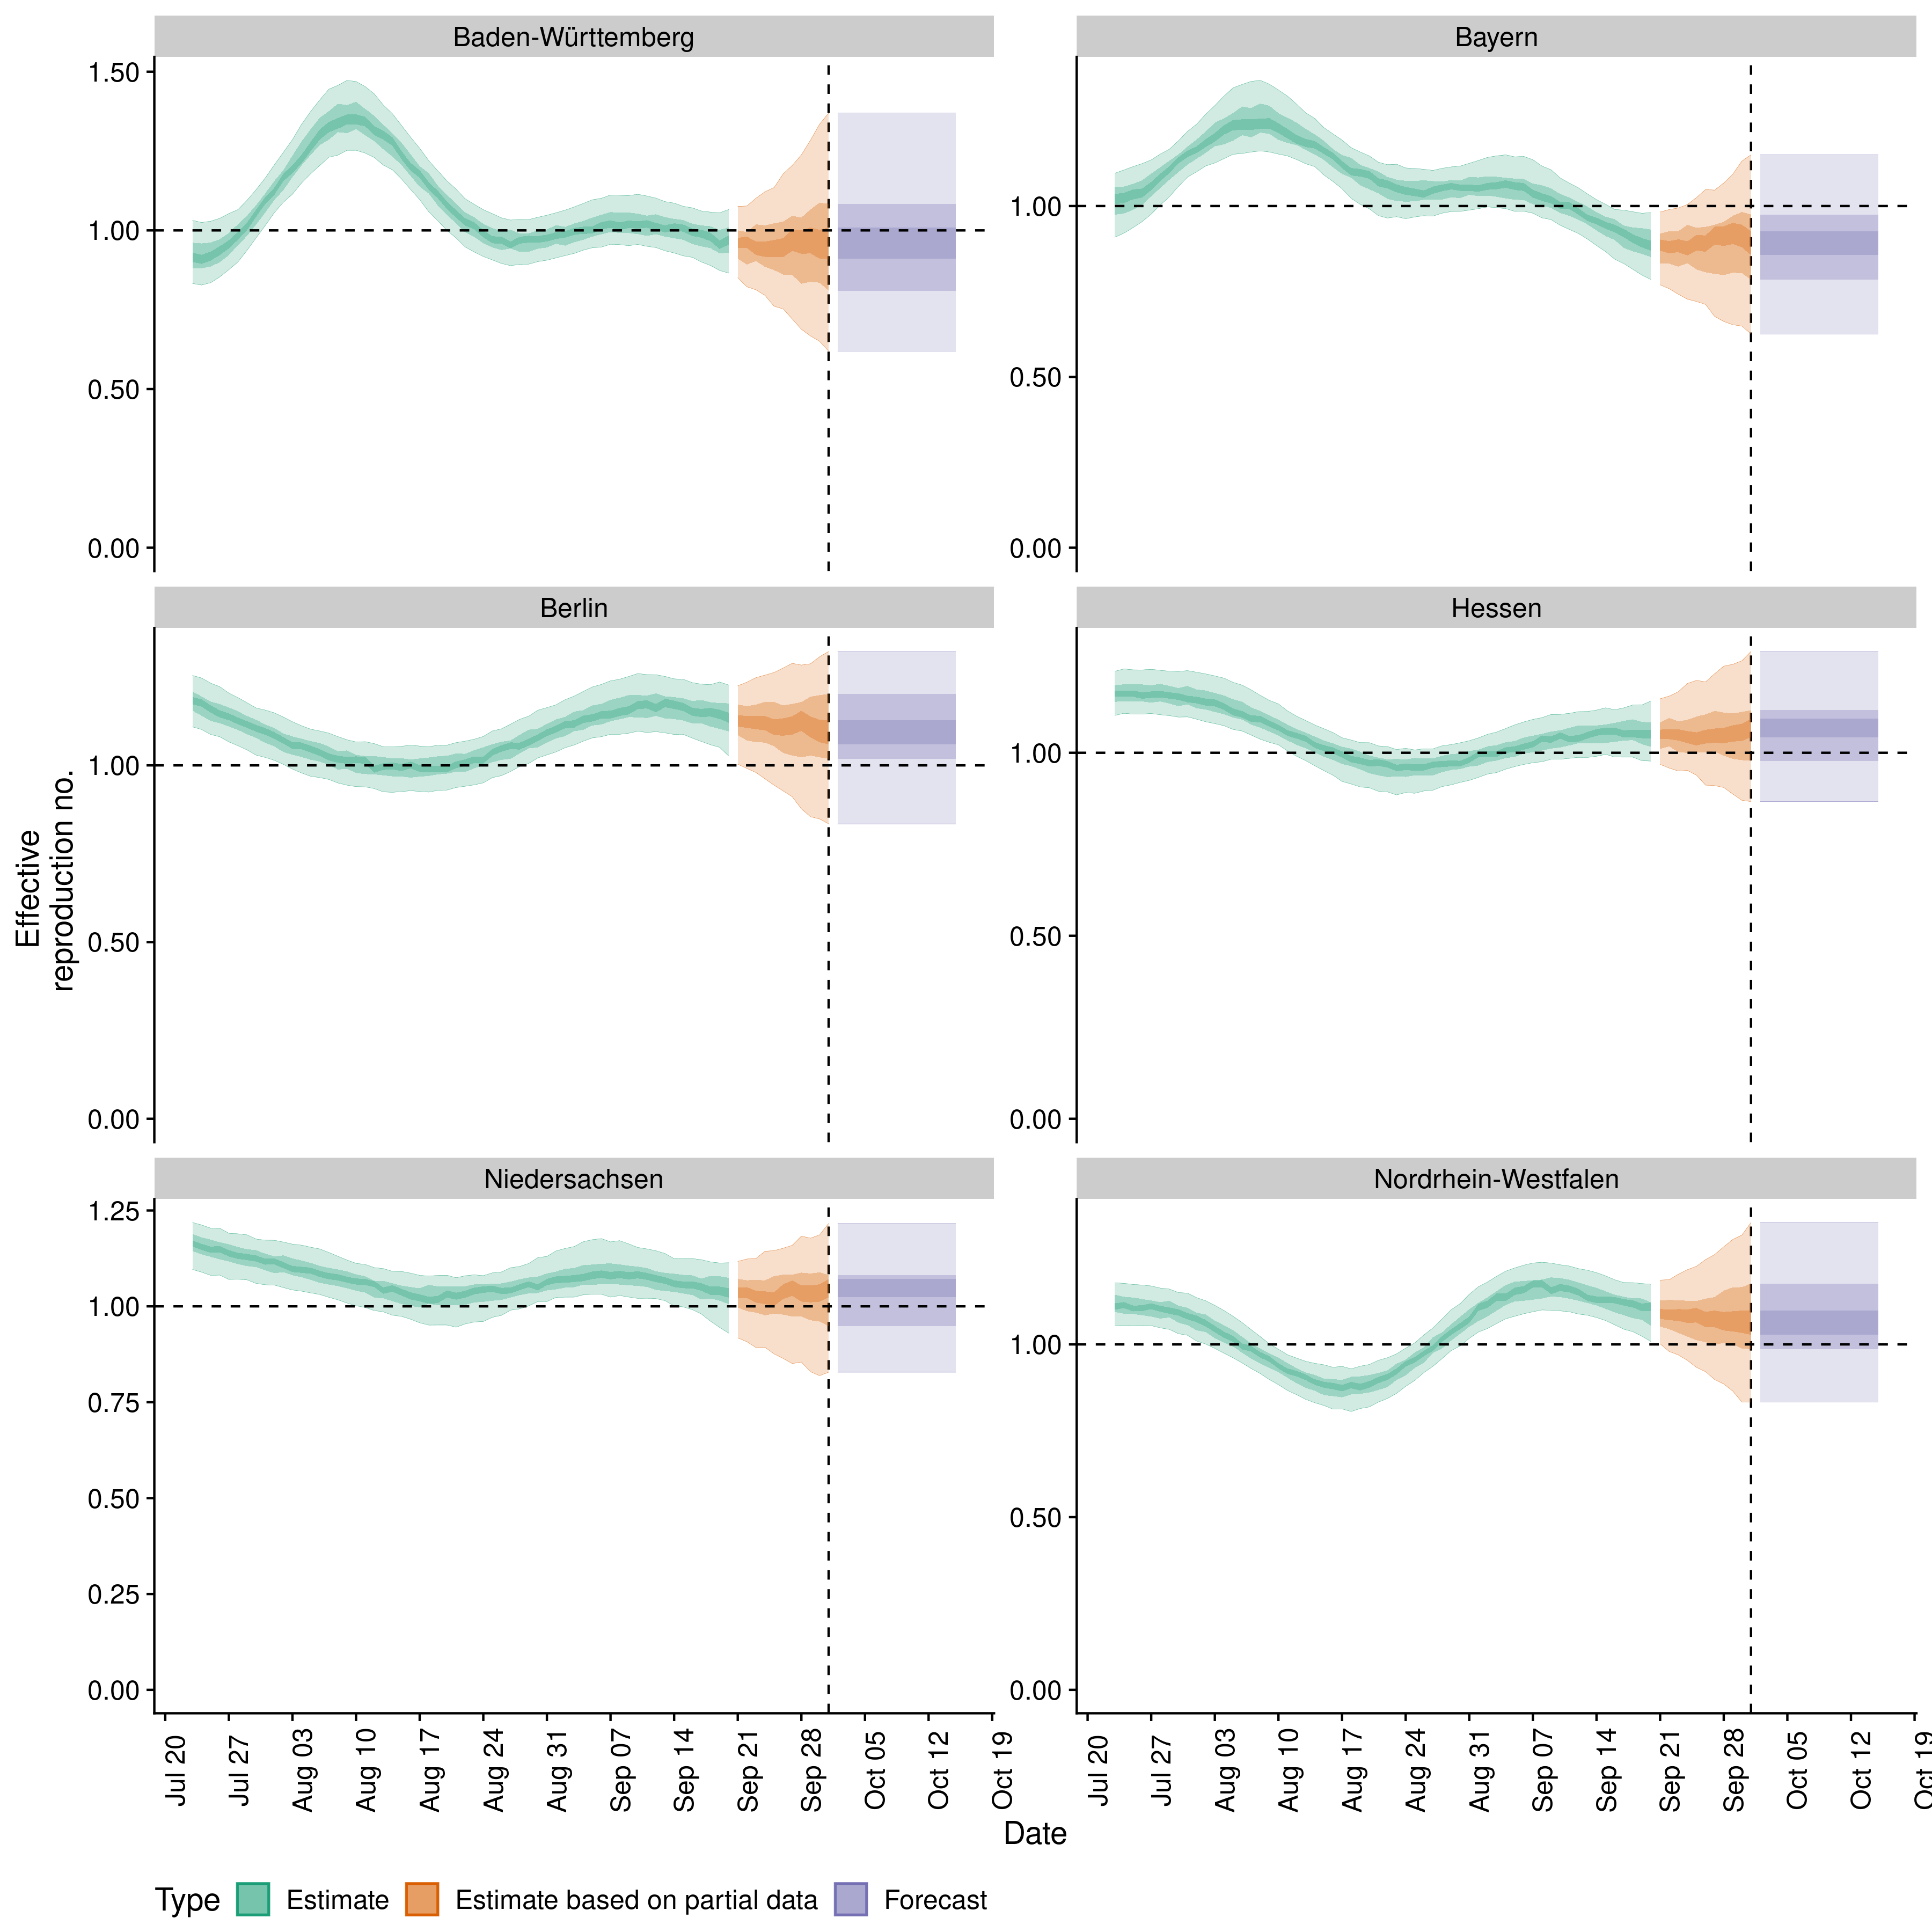 Baden-Württemberg
Bayern
1.50
1.00
0.50
0.00
1.00
0.50
0.00
Berlin
Hessen
1.00
0.50
0.00
1.00
0.50
0.00
Effective
reproduction no.
Niedersachsen
Nordrhein-Westfalen
1.25
1.00
0.75
0.50
0.25
0.00
1.00
0.50
0.00
Jul 20
Jul 27
Aug 03
Aug 10
Aug 17
Aug 24
Aug 31
Sep 07
Sep 14
Sep 21
Sep 28
Oct 05
Oct 12
Oct 19
Jul 20
Jul 27
Aug 03
Aug 10
Aug 17
Aug 24
Aug 31
Sep 07
Sep 14
Sep 21
Sep 28
Oct 05
Oct 12
Oct 19
Date
Type Estimate Estimate based on partial data Forecast